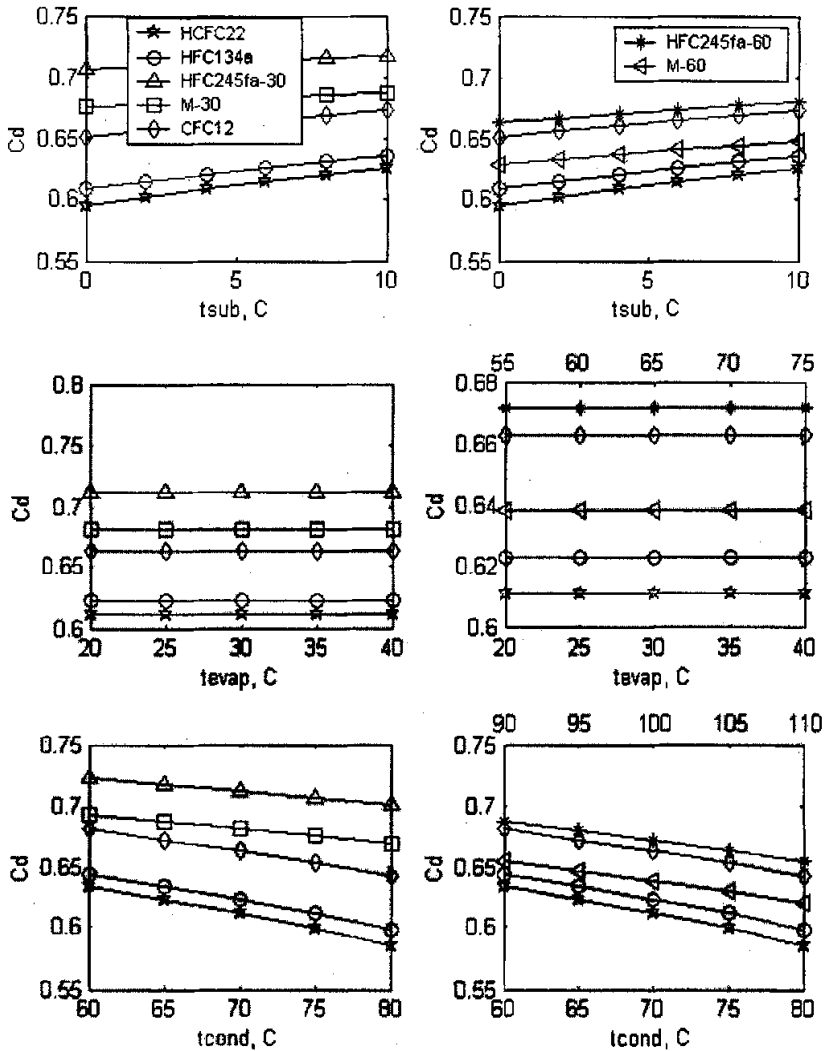 0.75
0.7
0.65
0.6
0.55
Cd
HCFC22
HFC134a
HFC245fa-30
M-30
CFC12
0 5 10
tsub, C
0.75
0.7
0.65
0.6
0.55
Cd
HFC245fa-60
M-60
0 5 10
tsub, C
0.8
0.75
0.7
0.65
0.6
Cd
20 25 30 35 40
tevap, C
55 60 65 70 75
0.68
0.66
0.64
0.62
0.6
Cd
20 25 30 35 40
tevap, C
0.75
0.7
0.65
0.6
0.55
Cd
60 65 70 75 80
tcond, C
90 95 100 105 110
0.75
0.7
0.65
0.6
0.55
Cd
60 65 70 75 80
tcond, C